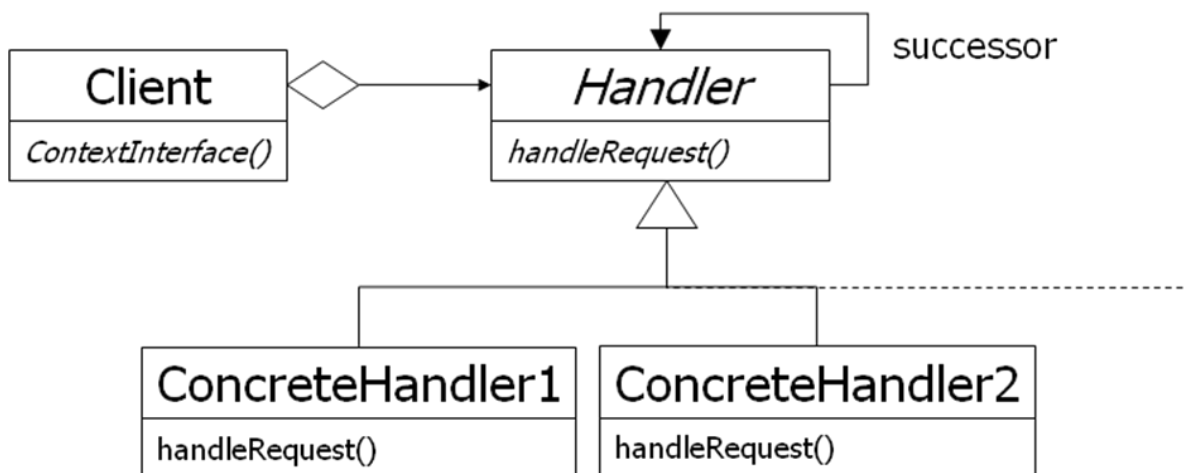 Client
ContextInterface()
Handler
handleRequest()
successor
ConcreteHandler1
handleRequest()
ConcreteHandler2
handleRequest()